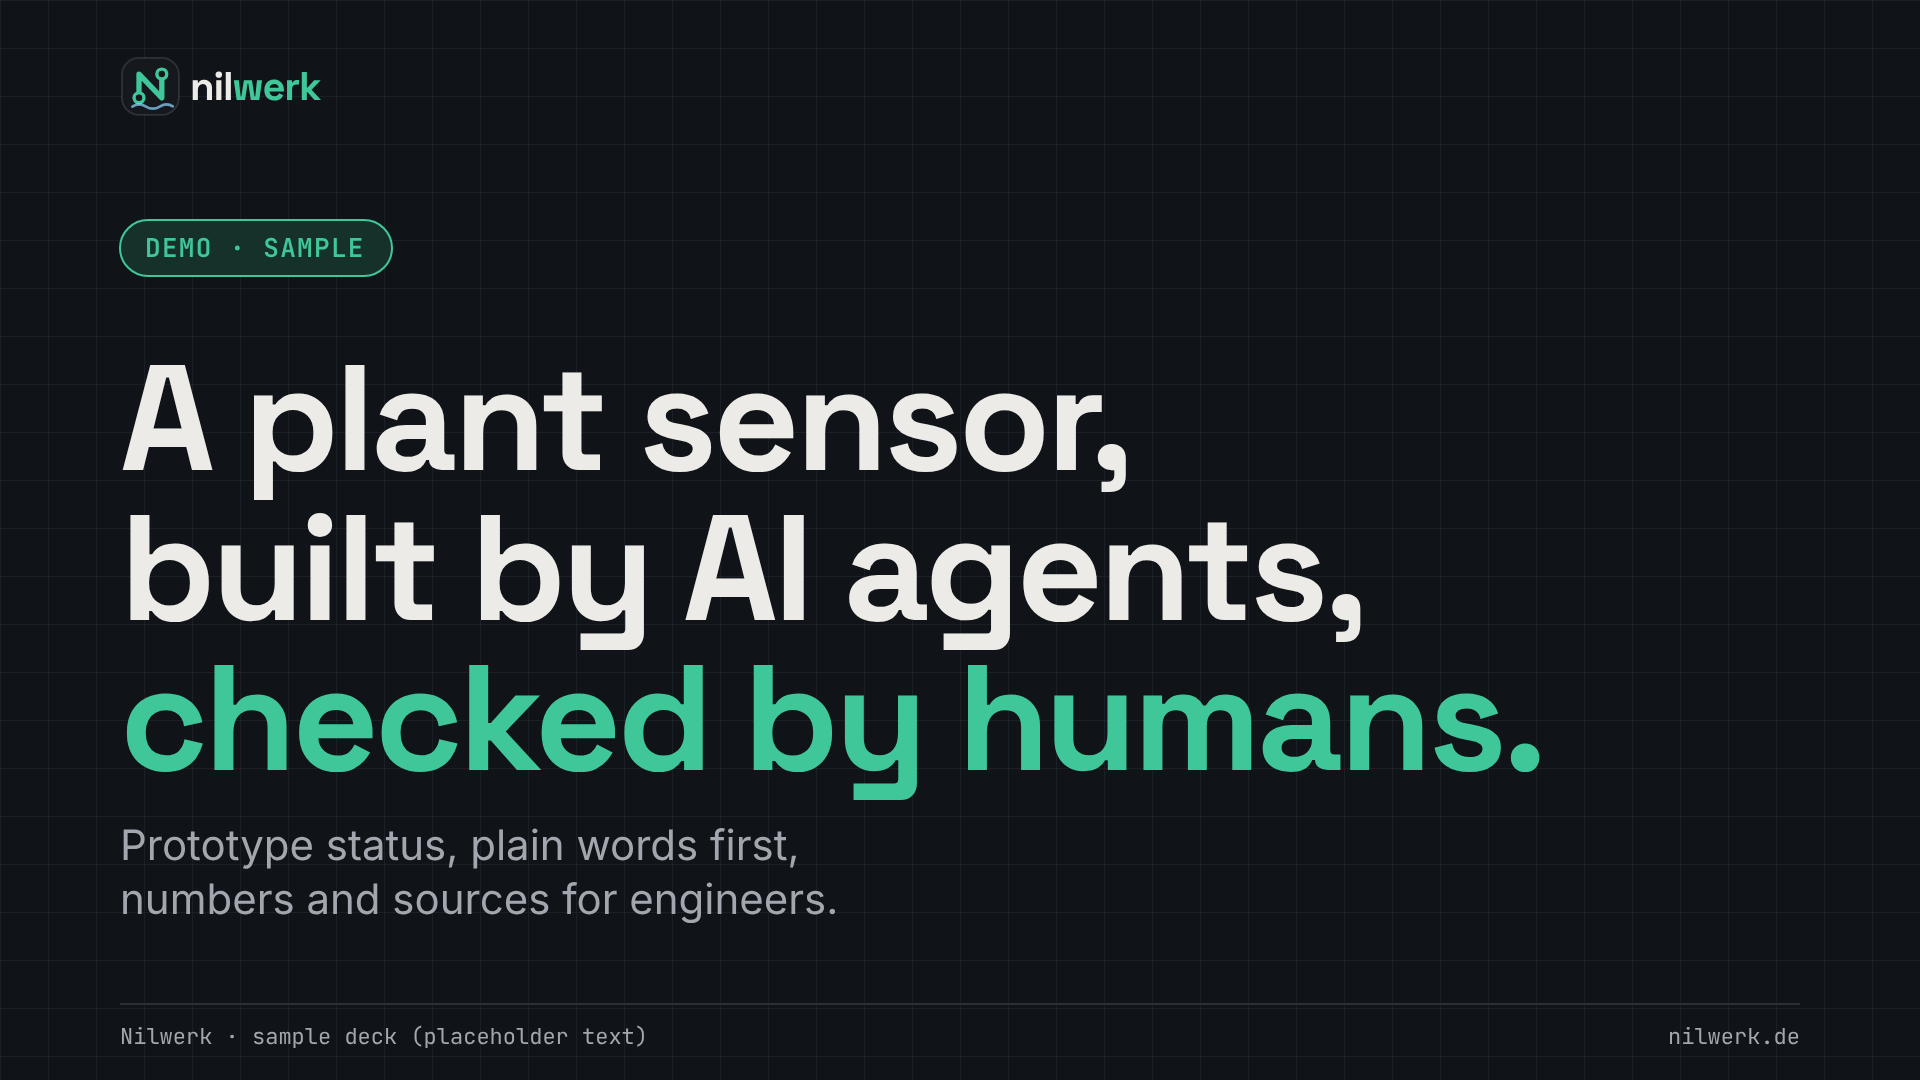 nilwerk
DEMO · SAMPLE
A plant sensor,
built by AI agents,
checked by humans.
Prototype status, plain words first,
numbers and sources for engineers.
Nilwerk · sample deck (placeholder text)
nilwerk.de